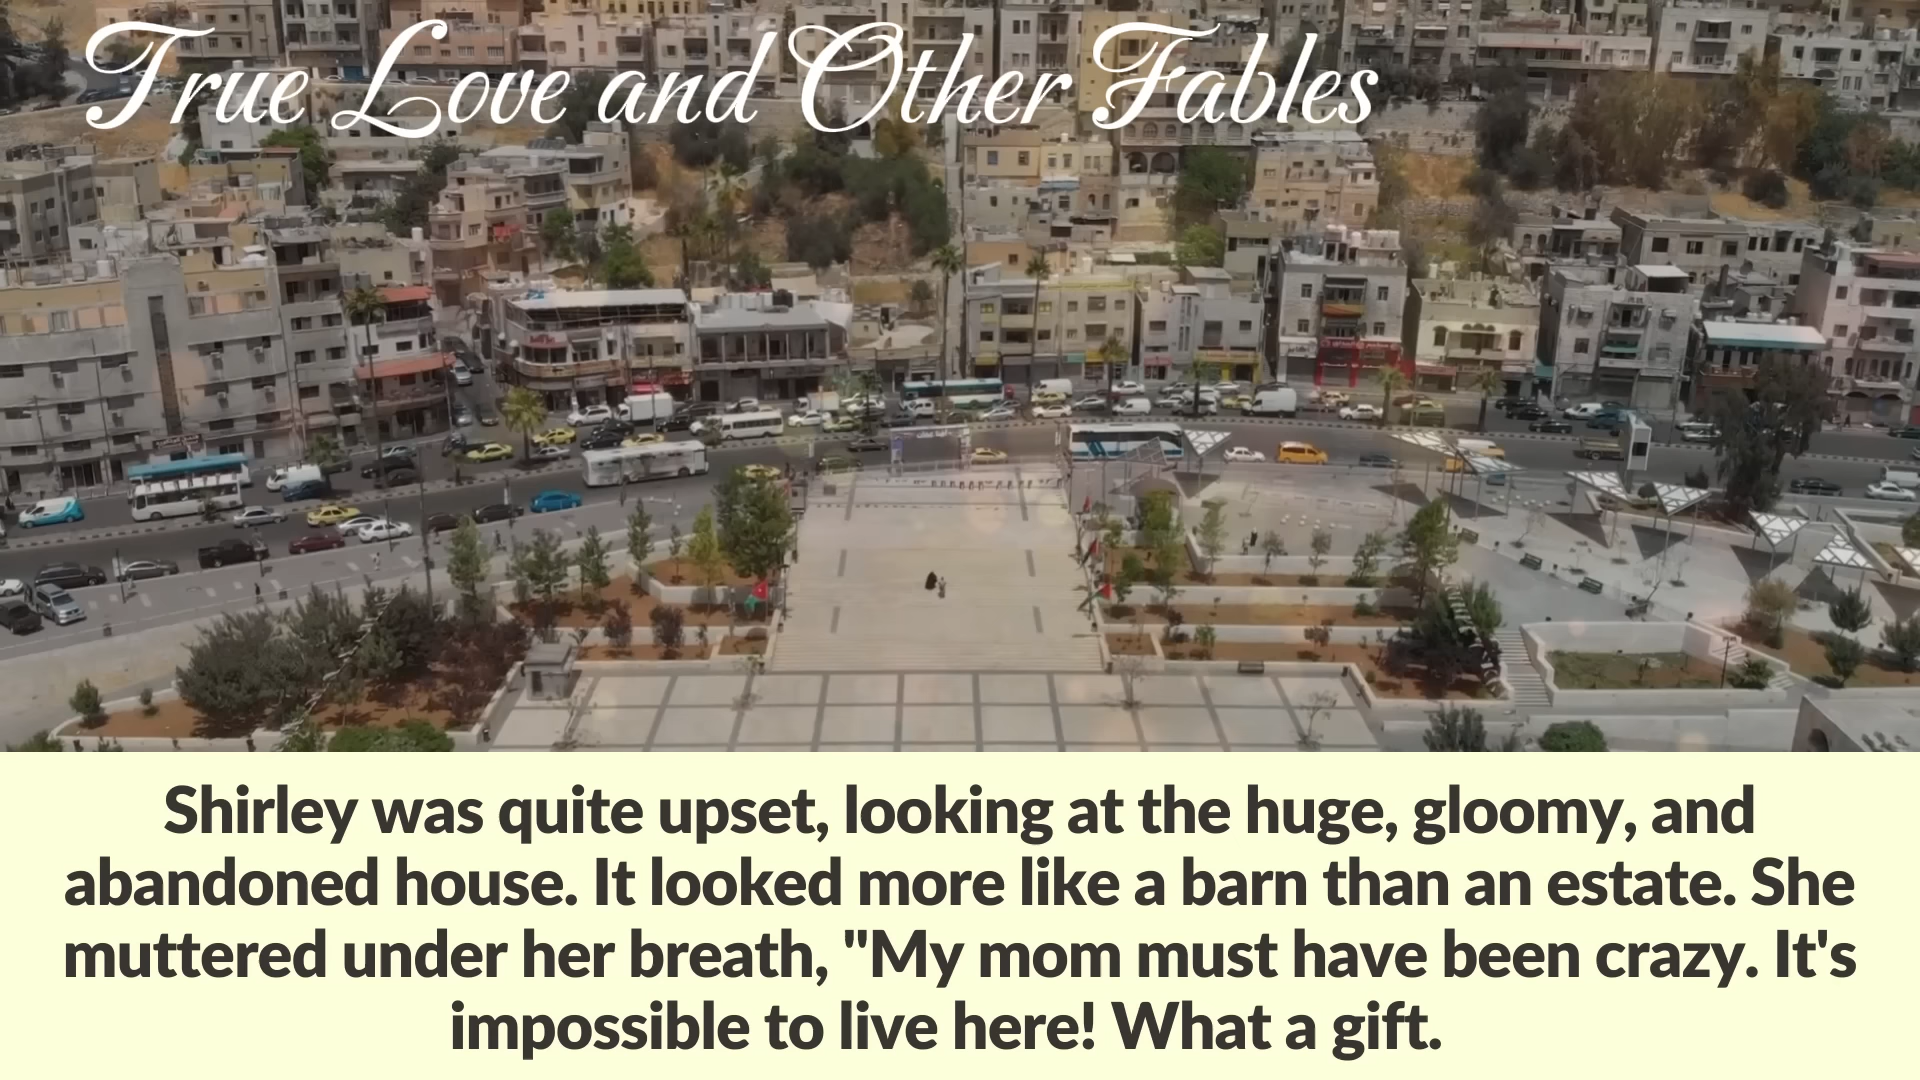 True Love and Other Fables
Shirley was quite upset, looking at the huge, gloomy, and
abandoned house. It looked more like a barn than an estate. She
muttered under her breath, "My mom must have been crazy. It's
impossible to live here! What a gift.